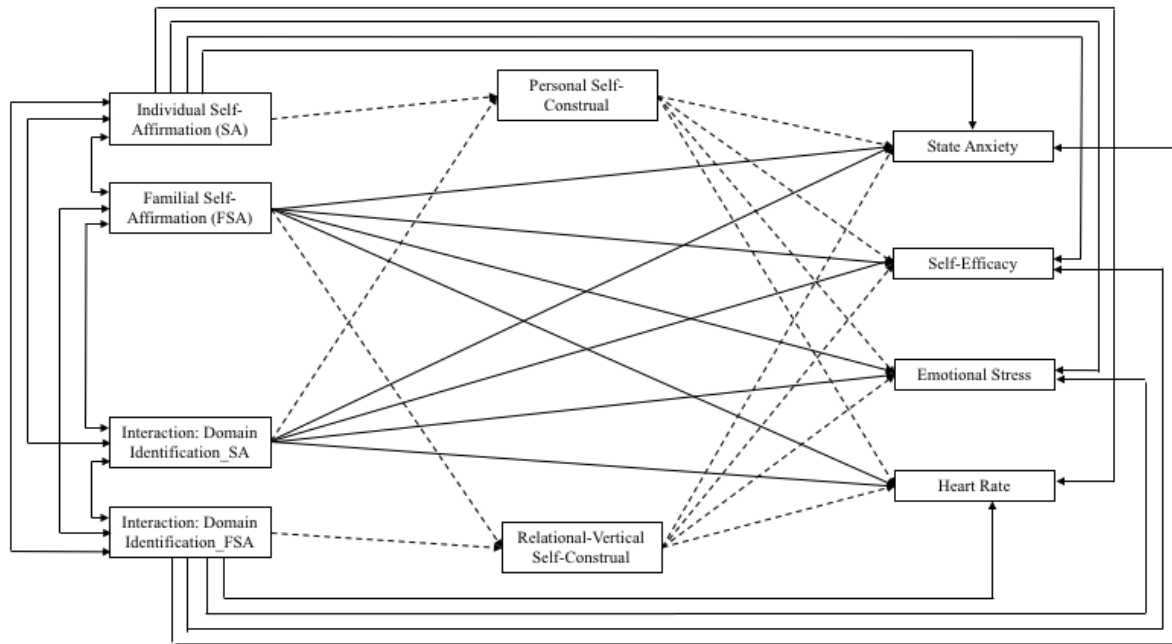 Individual Self-
Affirmation (SA)
Familial Self-
Affirmation (FSA)
Interaction: Domain
Identification_SA
Interaction: Domain
Identification_FSA
Personal Self-
Construal
Relational-Vertical
Self-Construal
State Anxiety
Self-Efficacy
Emotional Stress
Heart Rate